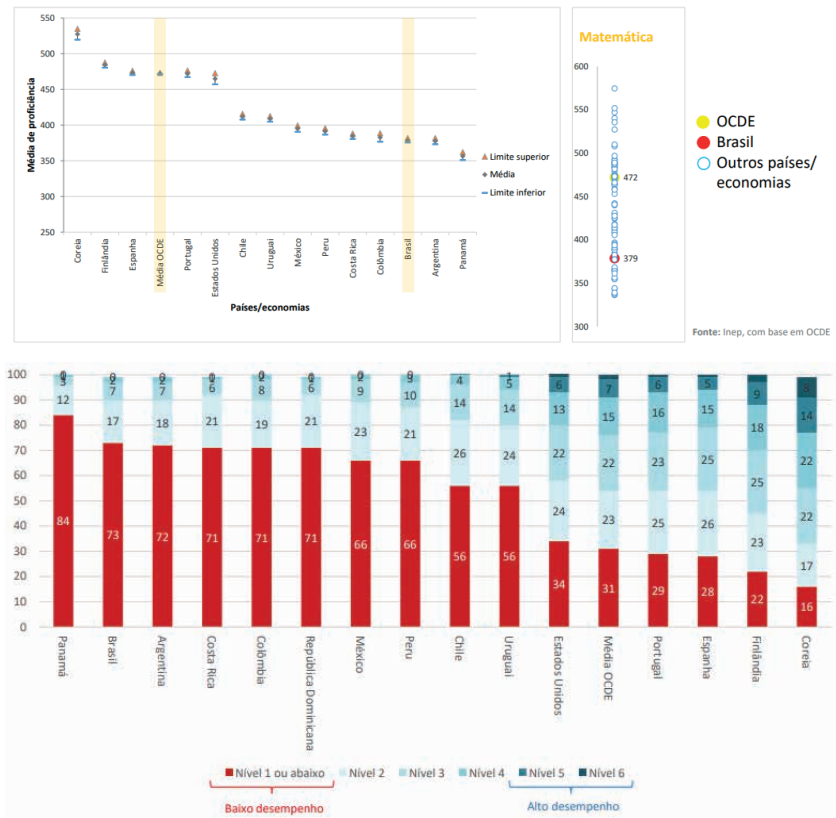 550
500
450
400
350
300
250
Média de proficiência
Limite superior
Média
Limite inferior
Coreia
Finlândia
Espanha
Média OCDE
Portugal
Estados Unidos
Chile
Uruguai
México
Peru
Costa Rica
Colômbia
Brasil
Argentina
Panamá
Países/economias
Matemática
600
550
500
450
400
350
300
472
379
OCDE
Brasil
Outros países/
economias
Fonte: Inep, com base em OCDE
100
90
80
70
60
50
40
30
20
10
0
3 12 84
7 17 73
7 18 72
6 21 71
8 19 71
6 21 71
9 23 66
10 21 66
4 14 26 56
1 5 14 24 56
6 13 22 24 34
7 15 22 23 31
6 16 23 25 29
5 15 25 26 28
9 18 25 23 22
14 22 22 17 16
Panamá
Brasil
Argentina
Costa Rica
Colômbia
República Dominicana
México
Peru
Chile
Uruguai
Estados Unidos
Média OCDE
Portugal
Espanha
Finlândia
Coreia
Nível 1 ou abaixo Nível 2 Nível 3 Nível 4 Nível 5 Nível 6
Baixo desempenho Alto desempenho